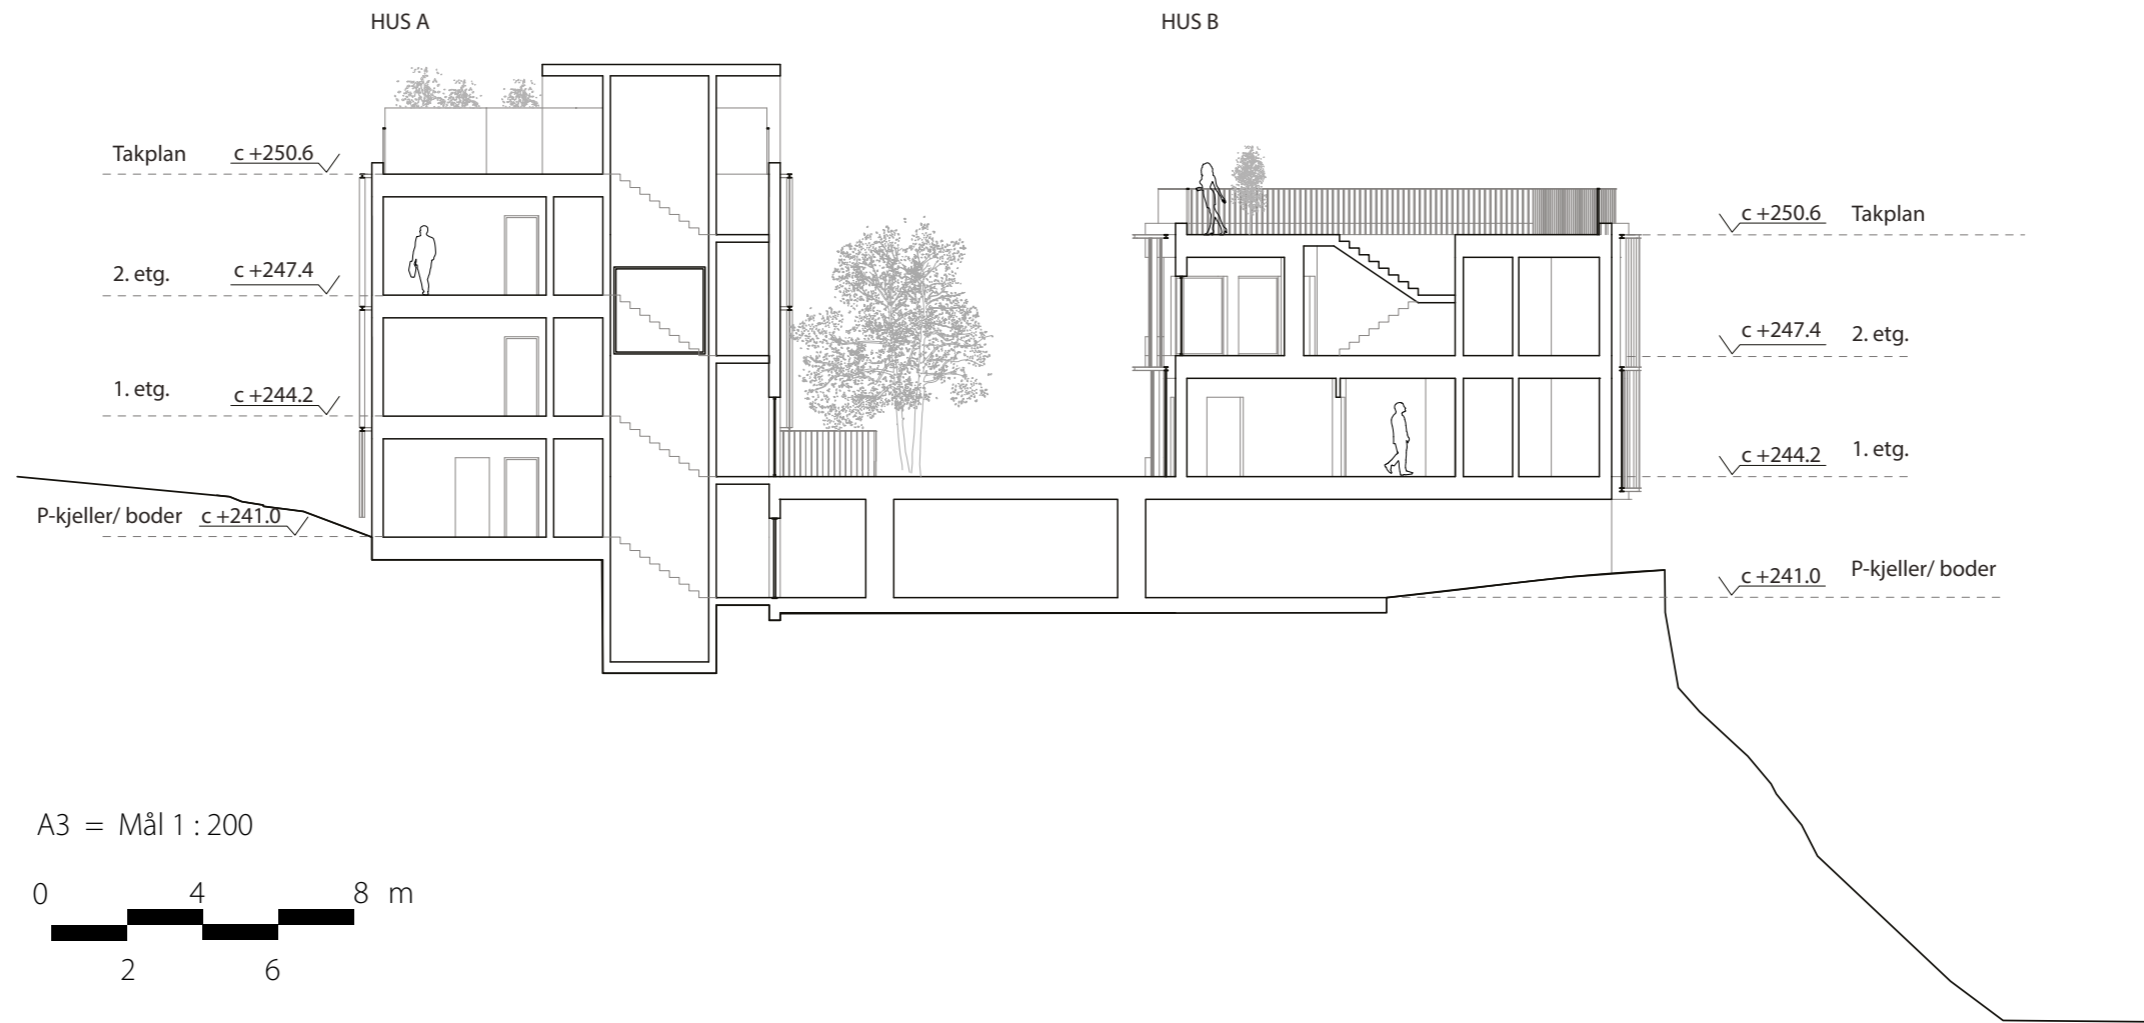 HUS A
HUS B
Takplan c +250.6
2. etg. c +247.4
1. etg. c +244.2
P-kjeller/ boder c +241.0
c +250.6 Takplan
c +247.4 2. etg.
c +244.2 1. etg.
c +241.0 P-kjeller/ boder
A3 = Mål 1 : 200
0 4 8 m
2 6